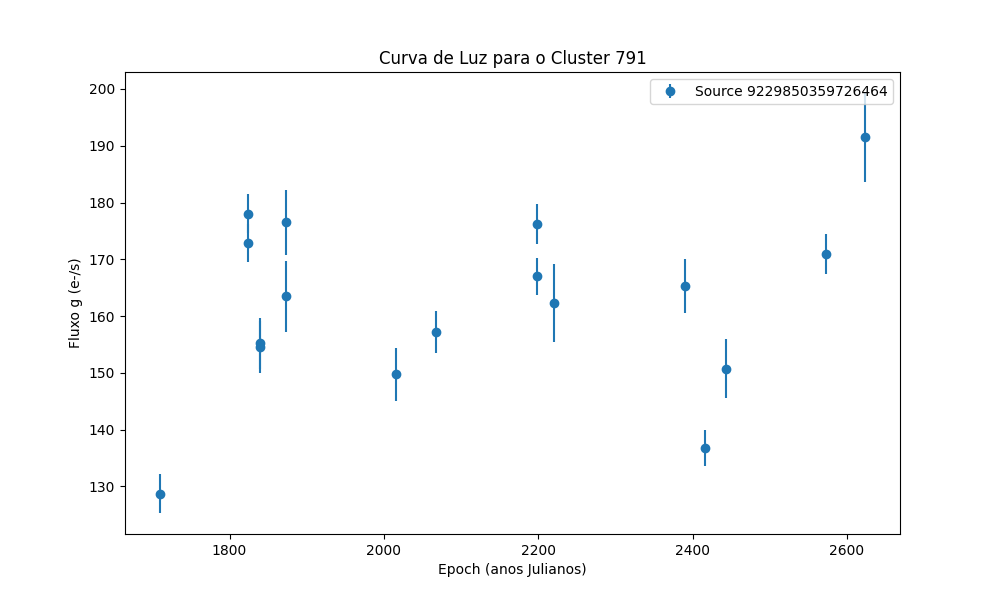 Curva de Luz para o Cluster 791
Source 9229850359726464
200
190
180
170
160
150
140
130
Fluxo g (e-/s)
1800 2000 2200 2400 2600
Epoch (anos Julianos)